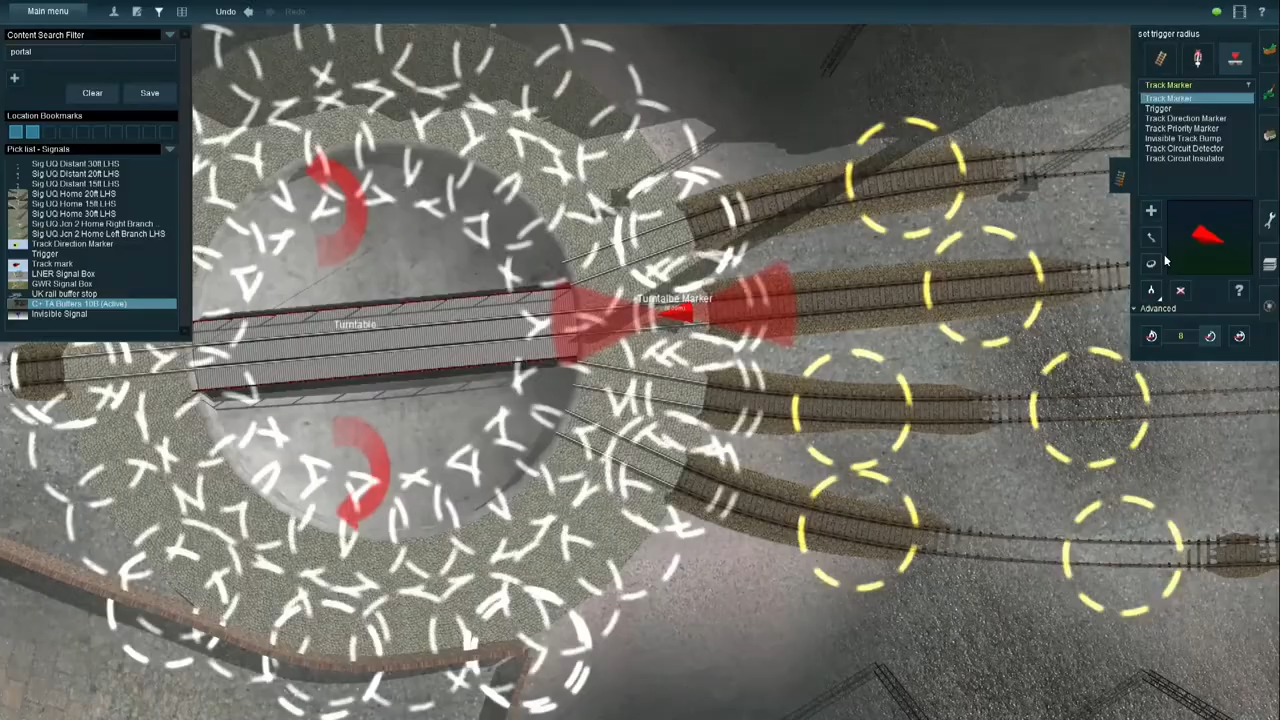 Main menu
Undo
Redo
Content Search Filter
portal
Clear
Save
Location Bookmarks
Pick list - Signals
Sig UQ Distant 30ft LHS
Sig UQ Distant 20ft LHS
Sig UQ Distant 15ft LHS
Sig UQ Home 20ft LHS
Sig UQ Home 15ft LHS
Sig UQ Home 30ft LHS
Sig UQ Jcn 2 Home Right Branch
Sig UQ Jcn 2 Home Left Branch LHS
Track Direction Marker
Trigger
Track mark
LNER Signal Box
GWR Signal Box
UK rail buffer stop
C+ TA Buffers 10B (Active)
Invisible Signal
Turntable
Turntalbe Marker
set trigger radius
Track Marker
Track Marker
Trigger
Track Direction Marker
Track Priority Marker
Invisible Track Bump
Track Circuit Detector
Track Circuit Insulator
?
Advanced
8